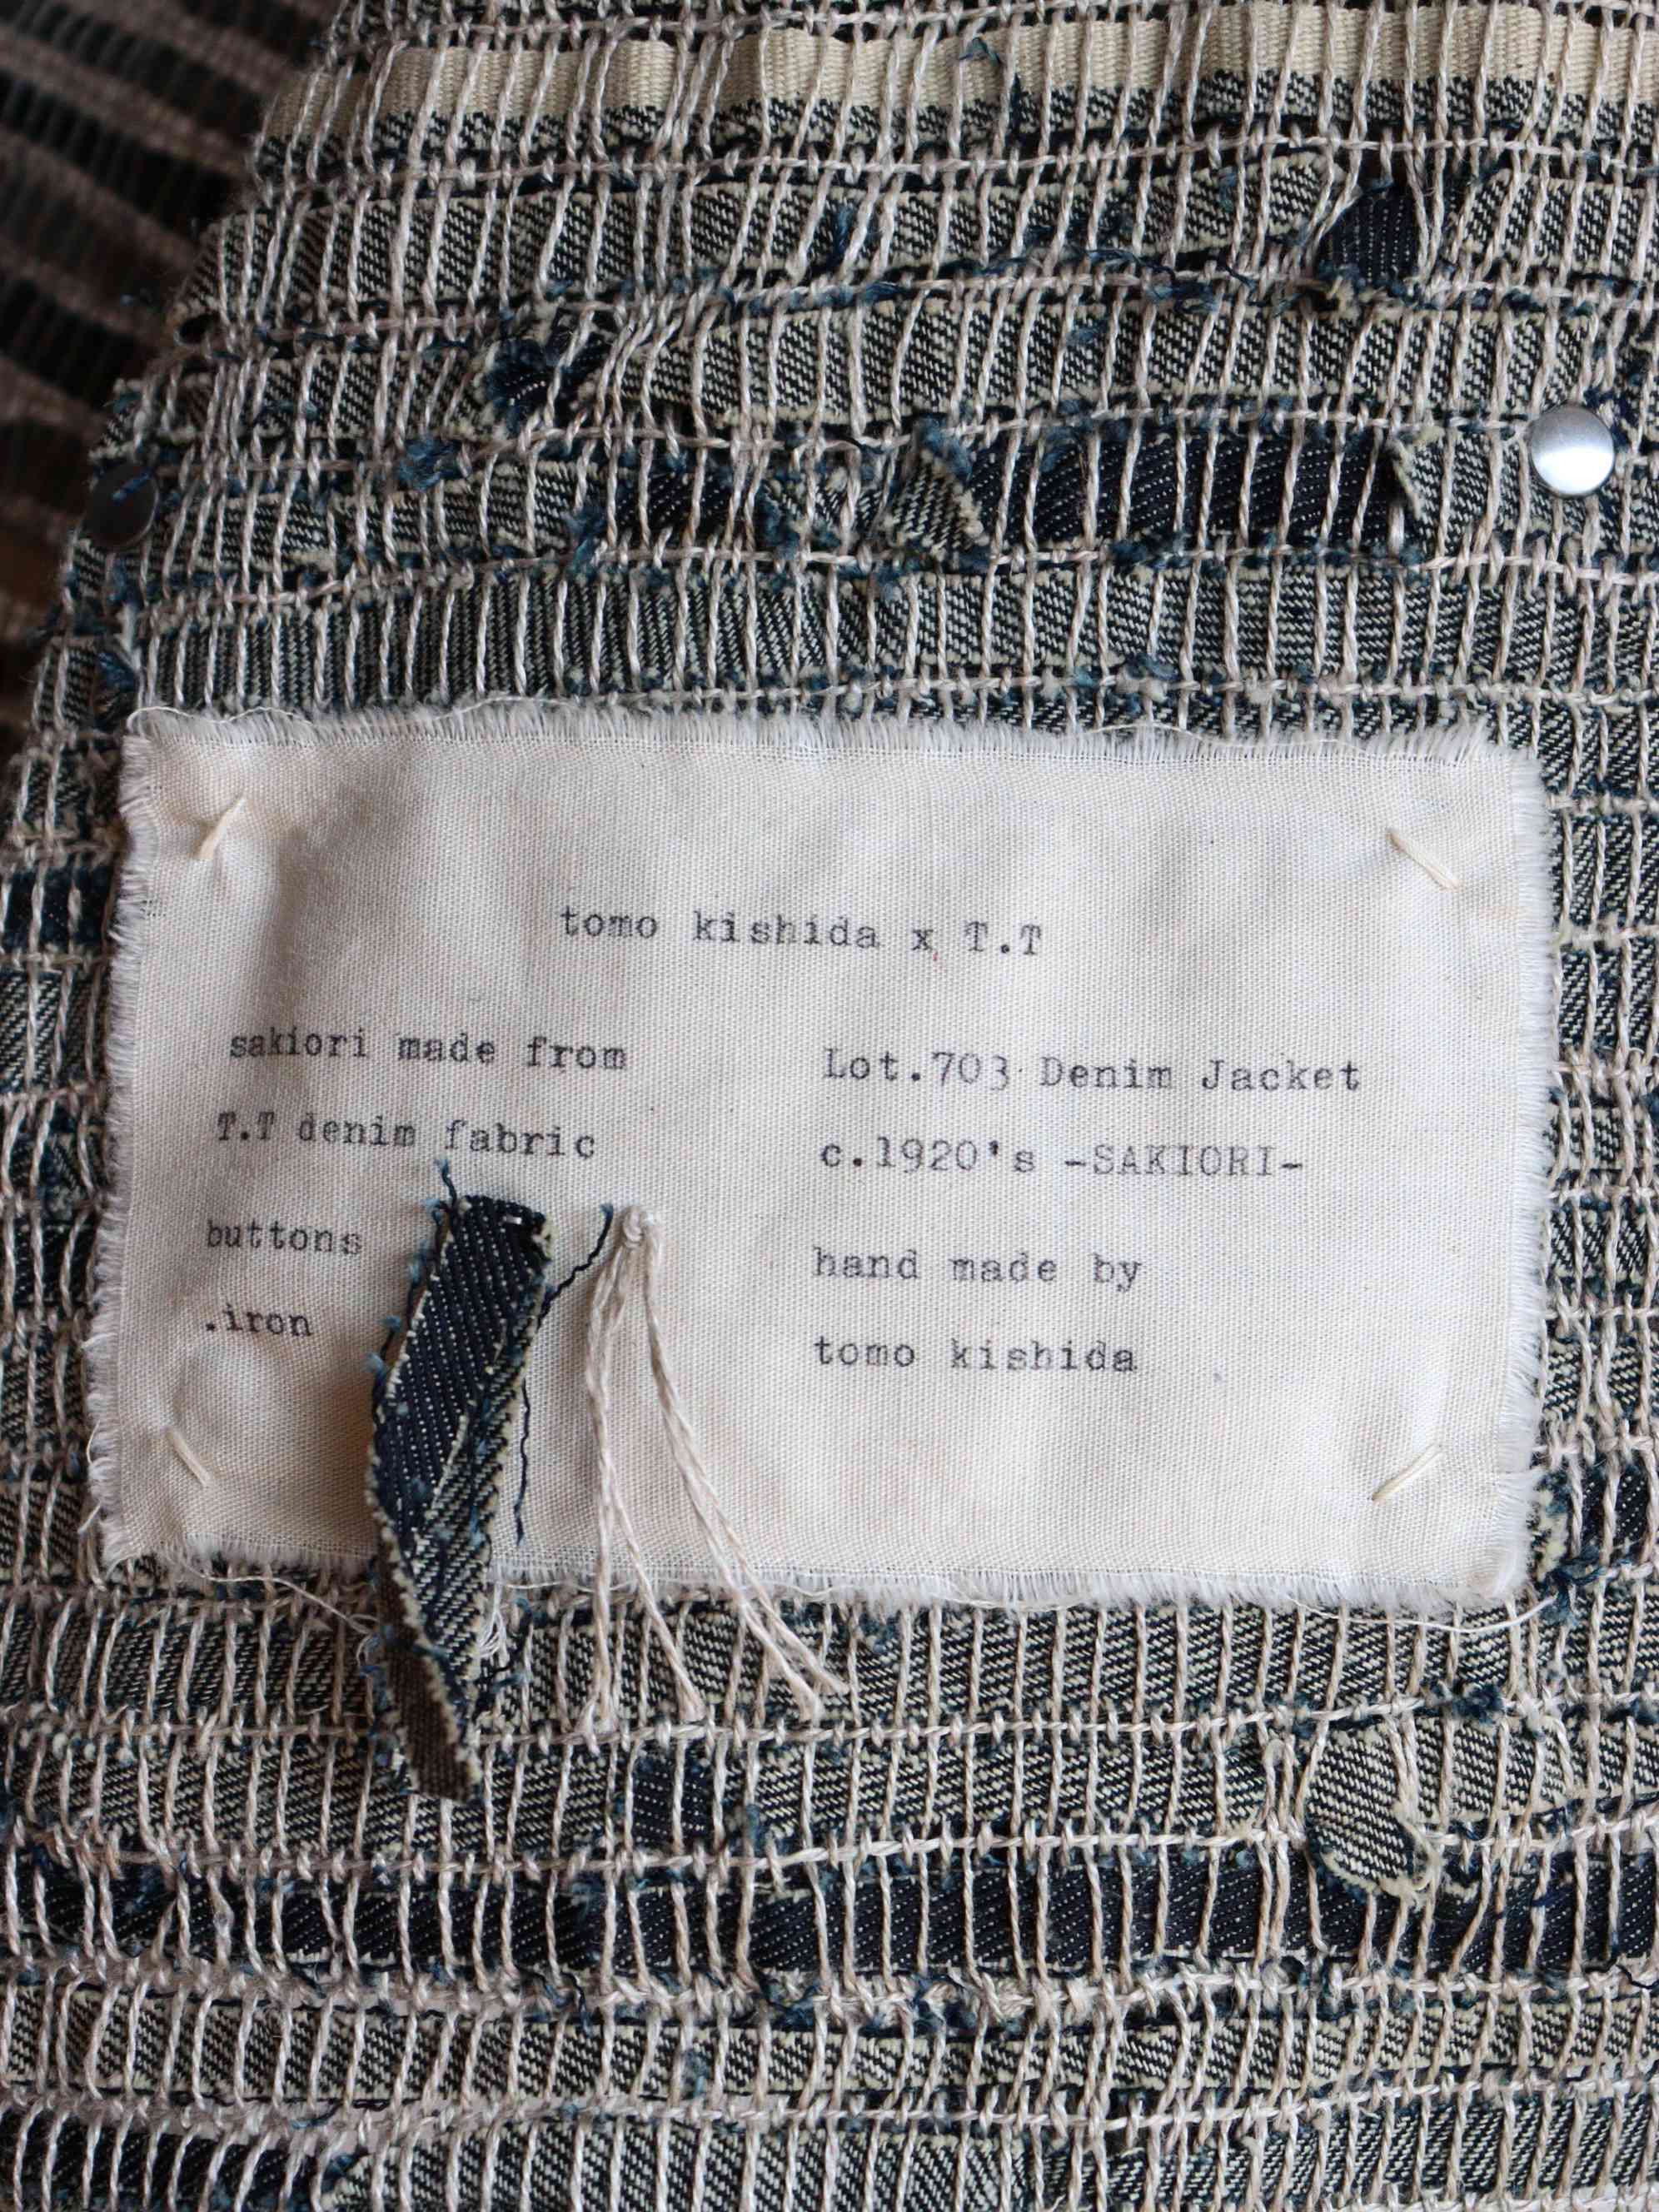 tomo kishida x T.T
sakiori made from
T.T denim fabric
buttons
.iron
Lot.703 Denim Jacket
c.1920's -SAKIORI-
hand made by
tomo kishida